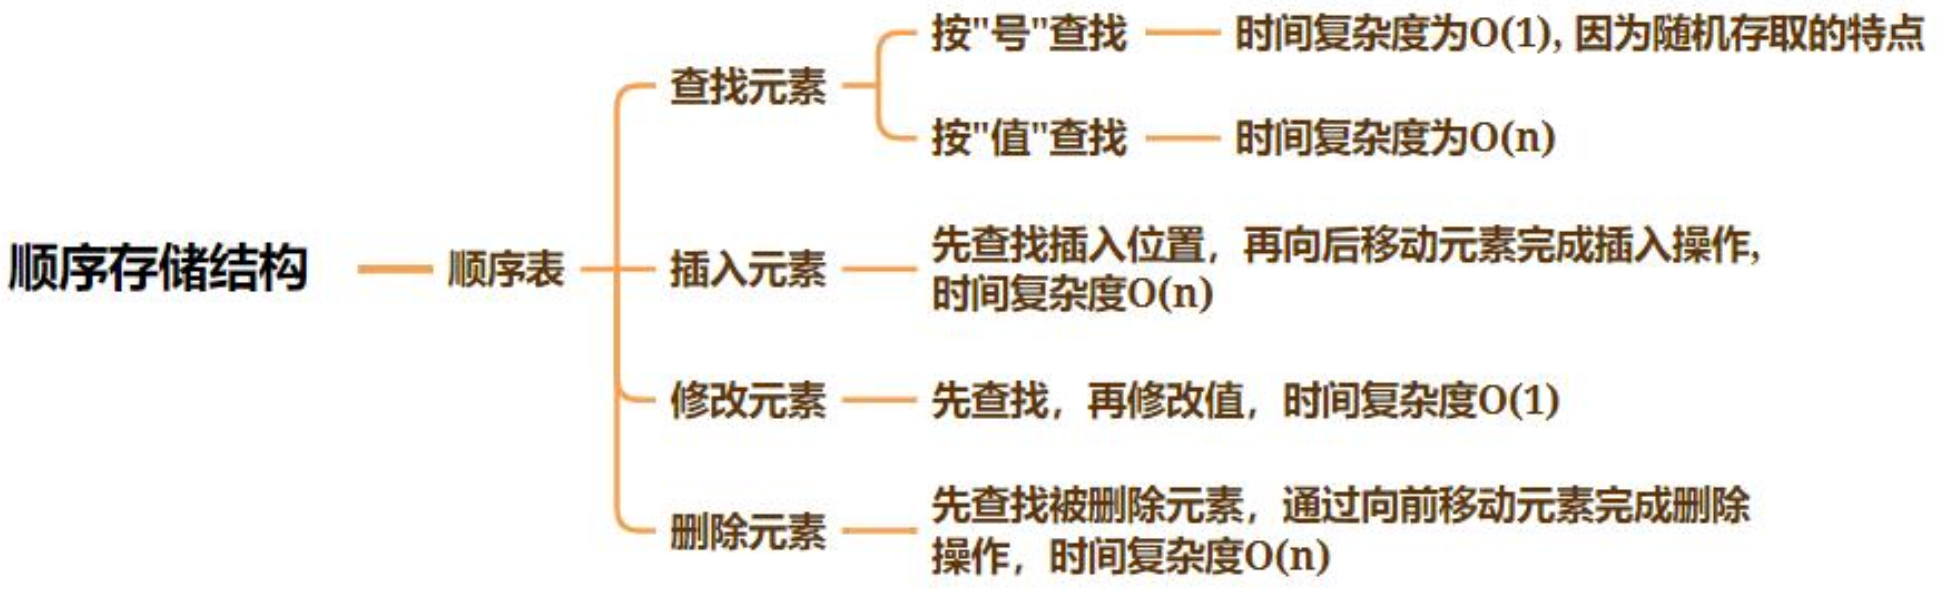 顺序存储结构
顺序表
查找元素
按"号"查找
时间复杂度为O(1), 因为随机存取的特点
按"值"查找
时间复杂度为O(n)
插入元素
先查找插入位置，再向后移动元素完成插入操作,
时间复杂度O(n)
修改元素
先查找，再修改值，时间复杂度O(1)
删除元素
先查找被删除元素，通过向前移动元素完成删除
操作，时间复杂度O(n)